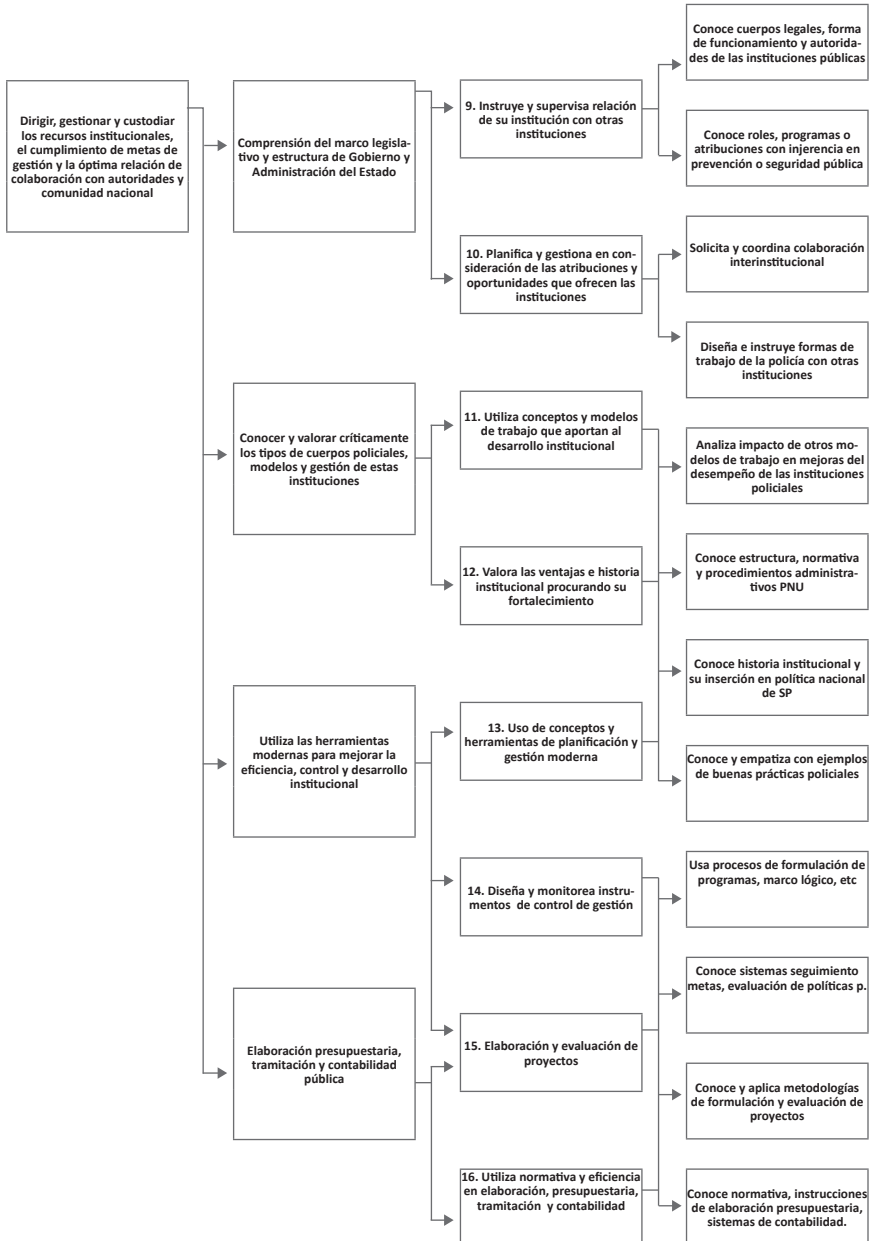 Dirigir, gestionar y custodiar
los recursos institucionales,
el cumplimiento de metas de
gestión y la óptima relación de
colaboración con autoridades y
comunidad nacional
Comprensión del marco legisla-
tivo y estructura de Gobierno y
Administración del Estado
9. Instruye y supervisa relación
de su institución con otras
instituciones
Conoce cuerpos legales, forma
de funcionamiento y autorida-
des de las instituciones públicas
Conoce roles, programas o
atribuciones con injerencia en
prevención o seguridad pública
10. Planifica y gestiona en con-
sideración de las atribuciones y
oportunidades que ofrecen las
instituciones
Solicita y coordina colaboración
interinstitucional
Diseña e instruye formas de
trabajo de la policía con otras
instituciones
Conocer y valorar críticamente
los tipos de cuerpos policiales,
modelos y gestión de estas
instituciones
11. Utiliza conceptos y modelos
de trabajo que aportan al
desarrollo institucional
Analiza impacto de otros mo-
delos de trabajo en mejoras del
desempeño de las instituciones
policiales
12. Valora las ventajas e historia
institucional procurando su
fortalecimiento
Conoce estructura, normativa
y procedimientos administra-
tivos PNU
Conoce historia institucional y
su inserción en política nacional
de SP
Utiliza las herramientas
modernas para mejorar la
eficiencia, control y desarrollo
institucional
13. Uso de conceptos y
herramientas de planificación y
gestión moderna
Conoce y empatiza con ejemplos
de buenas prácticas policiales
14. Diseña y monitorea instru-
mentos de control de gestión
Usa procesos de formulación de
programas, marco lógico, etc
Conoce sistemas seguimiento
metas, evaluación de políticas p.
Elaboración presupuestaria,
tramitación y contabilidad
pública
15. Elaboración y evaluación de
proyectos
Conoce y aplica metodologías
de formulación y evaluación de
proyectos
16. Utiliza normativa y eficiencia
en elaboración, presupuestaria,
tramitación y contabilidad
Conoce normativa, instrucciones
de elaboración presupuestaria,
sistemas de contabilidad.